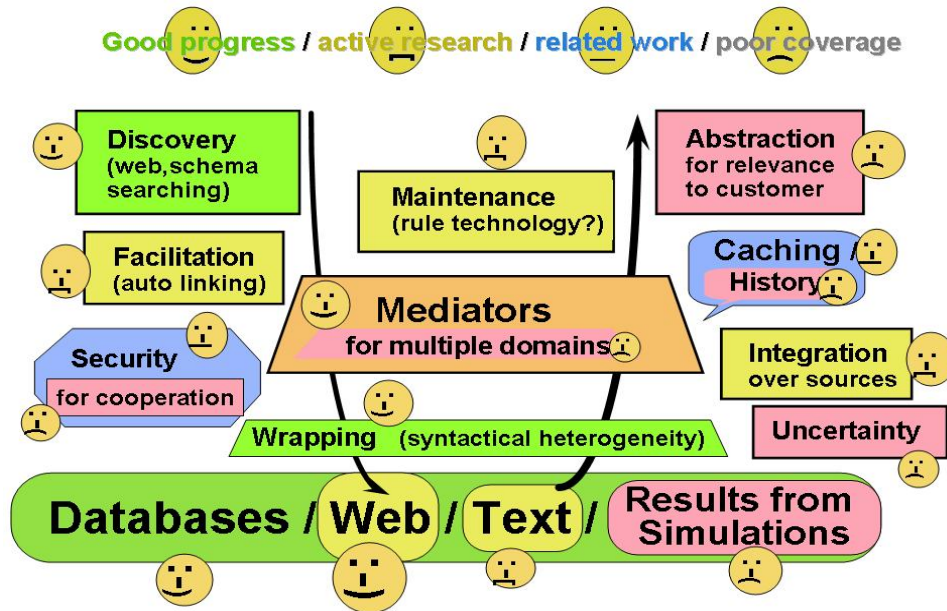 Good progress / active research / related work / poor coverage
Discovery
(web,schema
searching)
Maintenance
(rule technology?)
Abstraction
for relevance
to customer
Facilitation
(auto linking)
Caching /
History
Mediators
for multiple domains
Security
for cooperation
Integration
over sources
Wrapping (syntactical heterogeneity)
Uncertainty
Databases / Web / Text /
Results from
Simulations